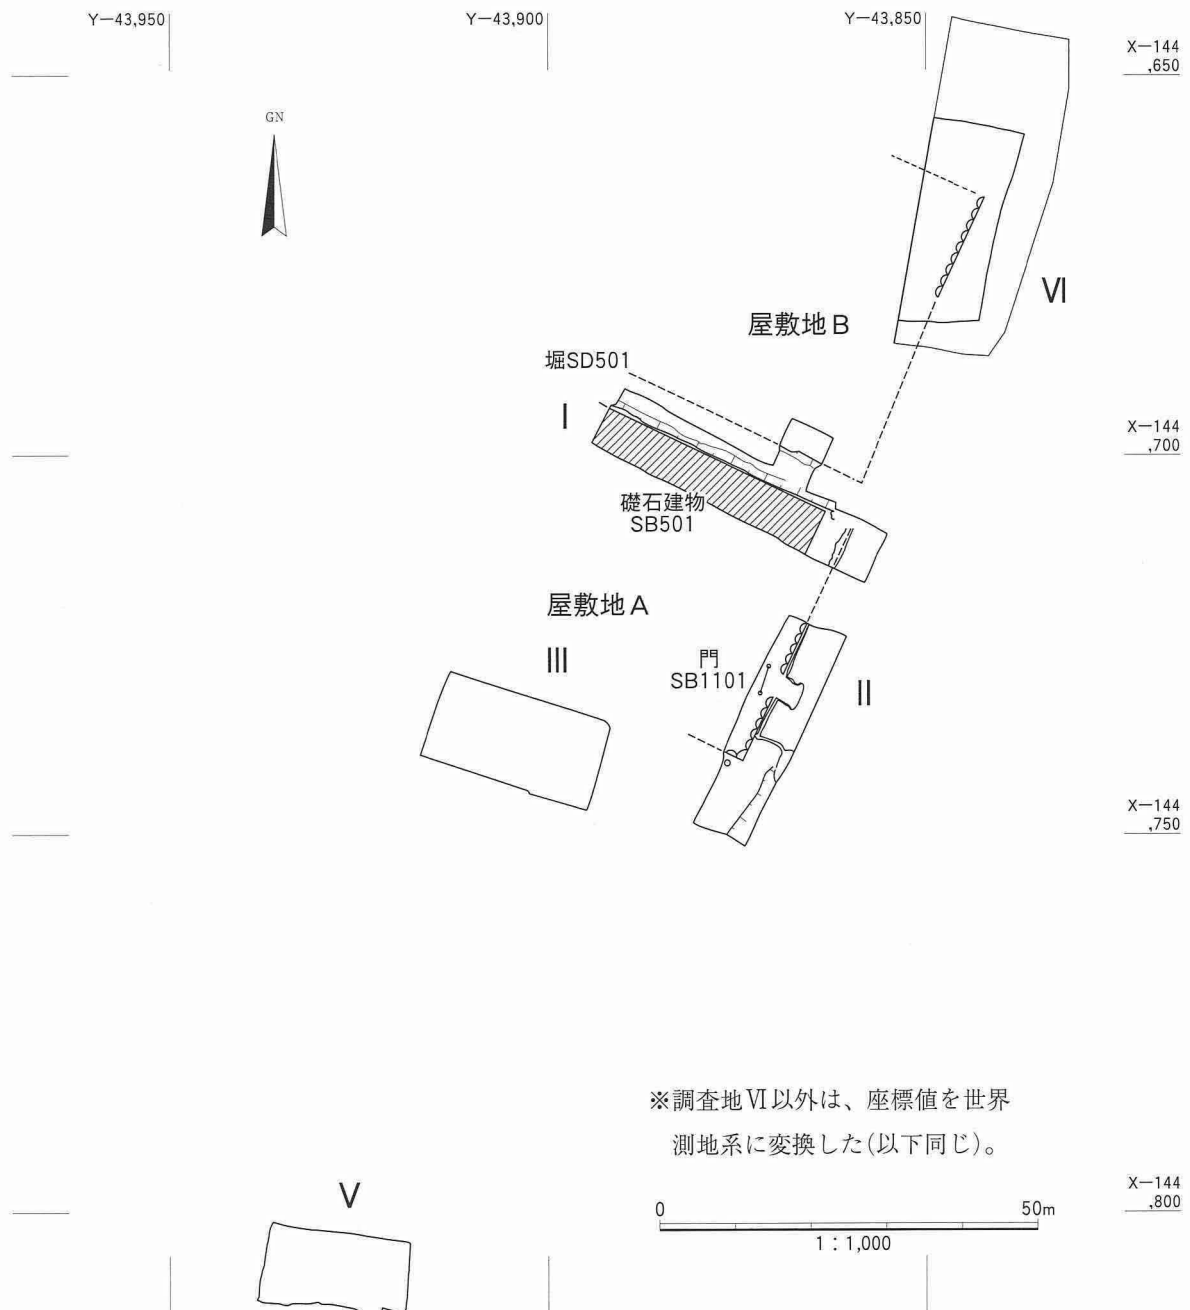 Y-43,950
Y-43,900
Y-43,850
X-144
,650
GN
Ⅵ
屋敷地B
堀SD501
Ⅰ
X-144
,700
礎石建物
SB501
屋敷地A
Ⅲ
門
SB1101
Ⅱ
X-144
,750
※調査地Ⅵ以外は、座標値を世界
測地系に変換した(以下同じ)。
Ⅴ
X-144
,800
0
50m
1:1,000